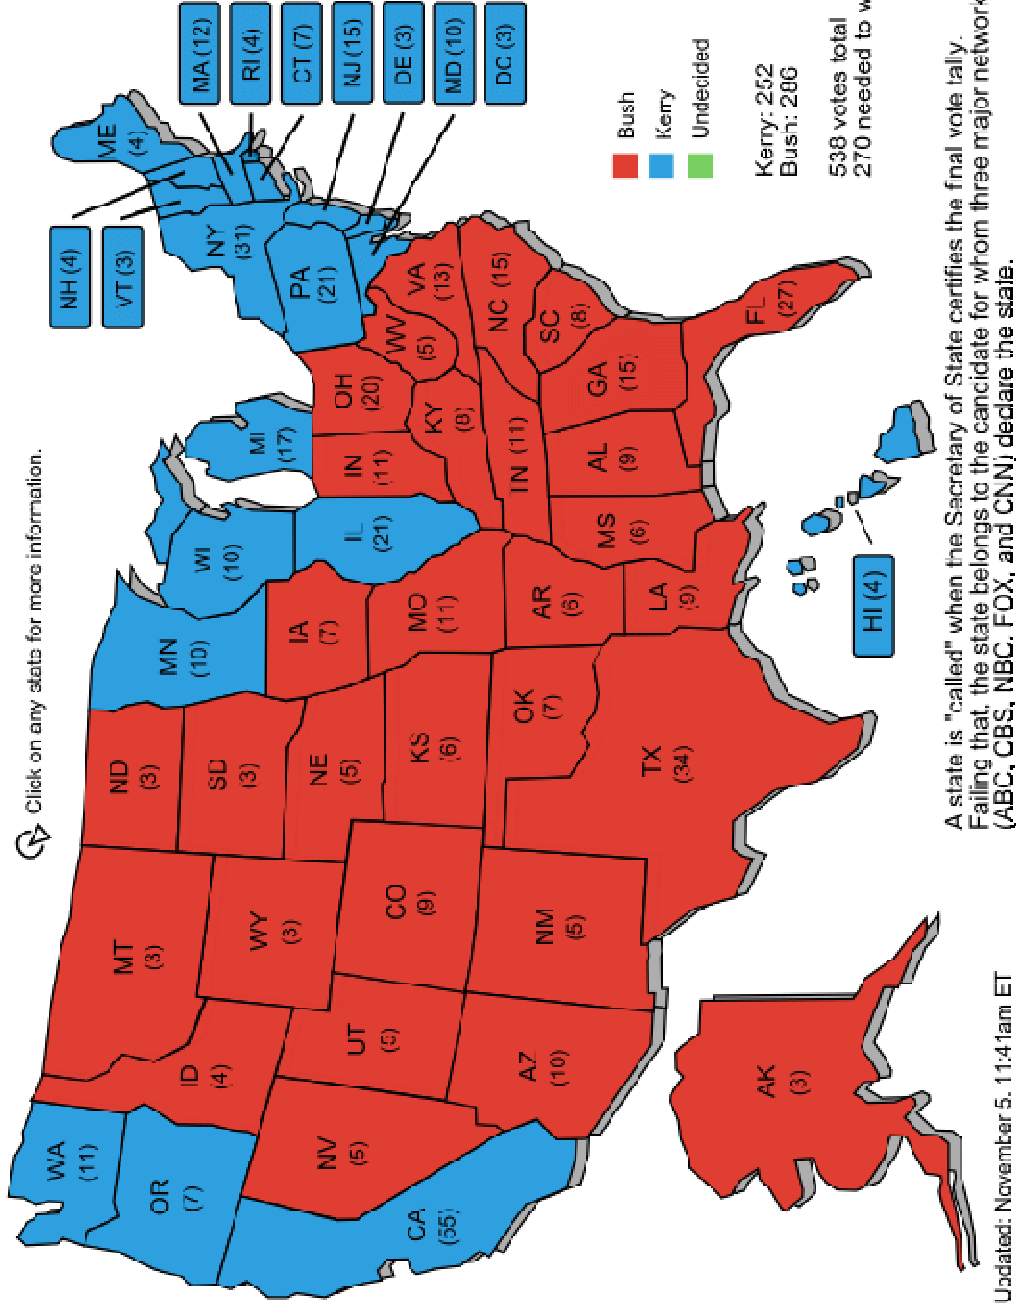 Click on any state for more information.
WA
(11)
OR
(7)
CA
(55)
NV
(5)
ID
(4)
MT
(3)
WY
(3)
UT
(5)
AZ
(10)
CO
(9)
NM
(5)
ND
(3)
SD
(3)
NE
(5)
KS
(6)
OK
(7)
TX
(34)
MN
(10)
IA
(7)
MO
(11)
AR
(6)
LA
(9)
WI
(10)
IL
(21)
MI
(17)
IN
(11)
OH
(20)
KY
(8)
TN (11)
MS
(6)
AL
(9)
GA
(15)
FL
(27)
SC
(8)
NC (15)
VA
(13)
WV
(5)
PA
(21)
NY
(31)
ME
(4)
NH (4)
VT (3)
MA (12)
RI (4)
CT (7)
NJ (15)
DE (3)
MD (10)
DC (3)
AK
(3)
HI (4)
Bush
Kerry
Undecided
Kerry: 252
Bush: 286
538 votes total
270 needed to w
A state is "called" when the Secretary of State certifies the final vote tally.
Failing that, the state belongs to the candidate for whom three major network
(ABC, CBS, NBC, FOX, and CNN) declare the state.
Updated: November 5, 11:41am ET